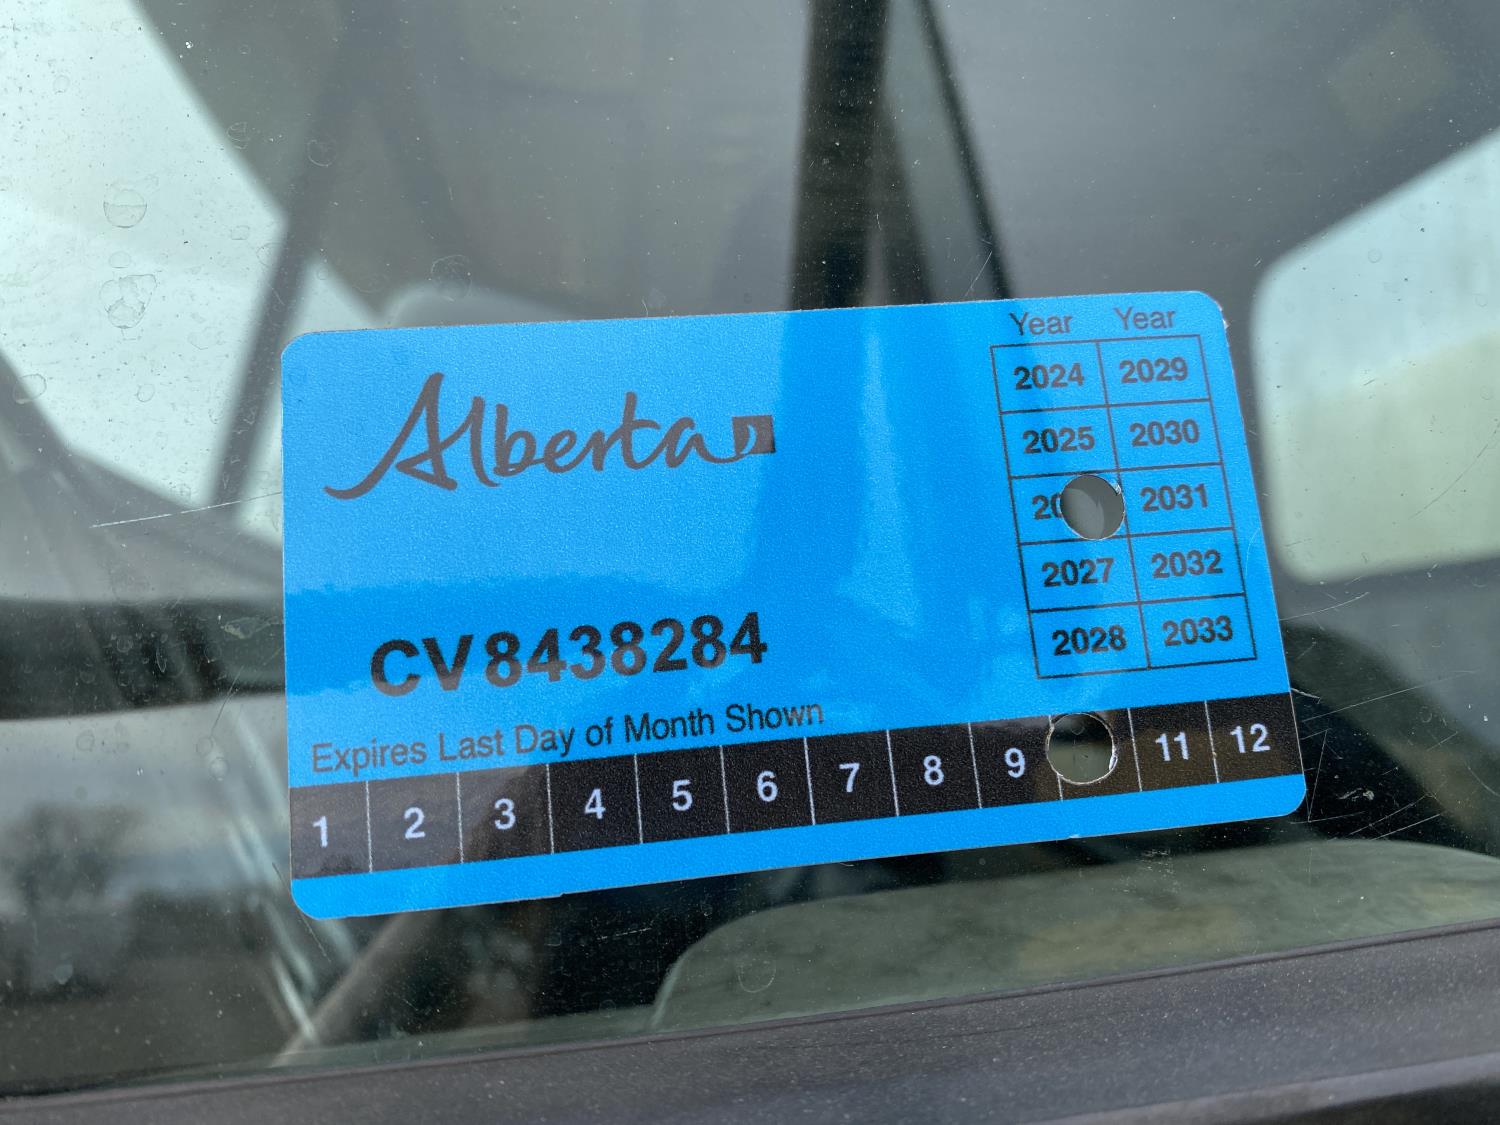 Alberta
Year Year
2024 2029
2025 2030
20 2031
2027 2032
2028 2033
CV8438284
Expires Last Day of Month Shown
1 2 3 4 5 6 7 8 9 11 12